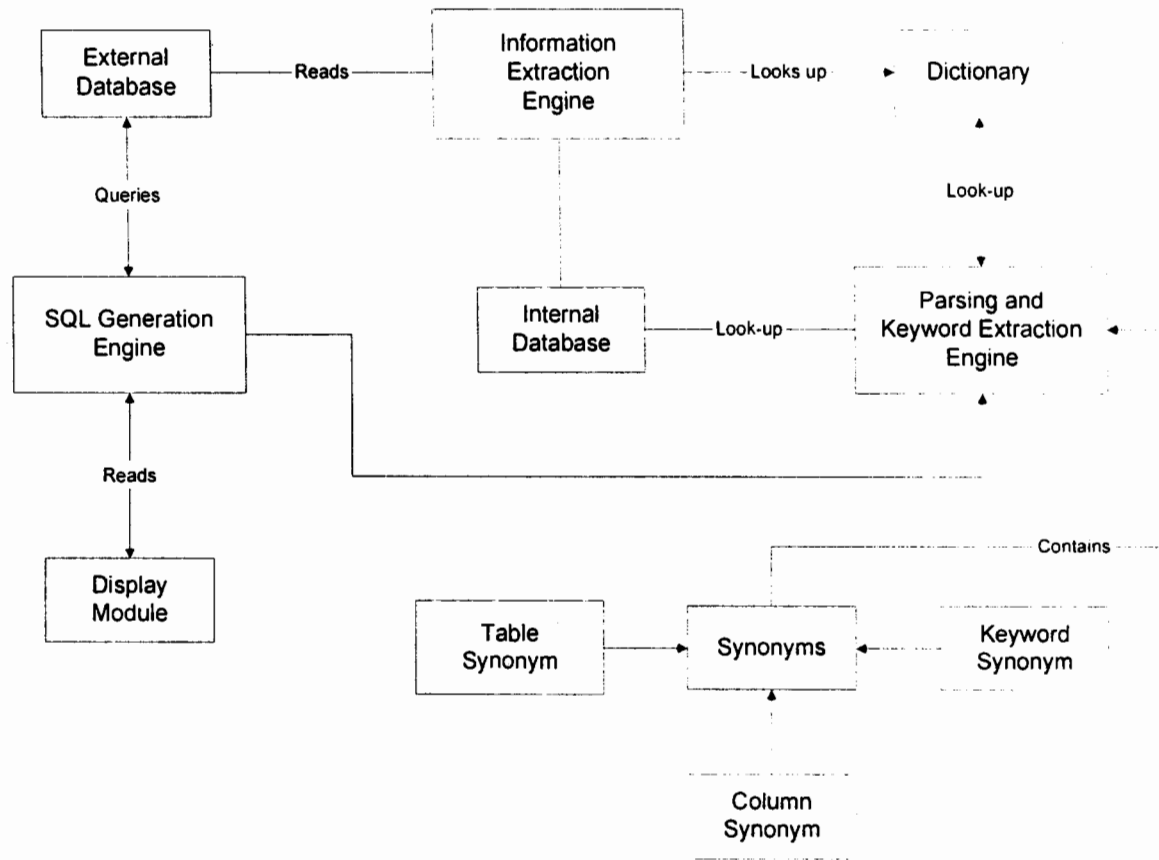 External
Database
Reads
Information
Extraction
Engine
Looks up
Dictionary
Queries
Look-up
SQL Generation
Engine
Internal
Database
Look-up
Parsing and
Keyword Extraction
Engine
Reads
Contains
Display
Module
Table
Synonym
Synonyms
Keyword
Synonym
Column
Synonym